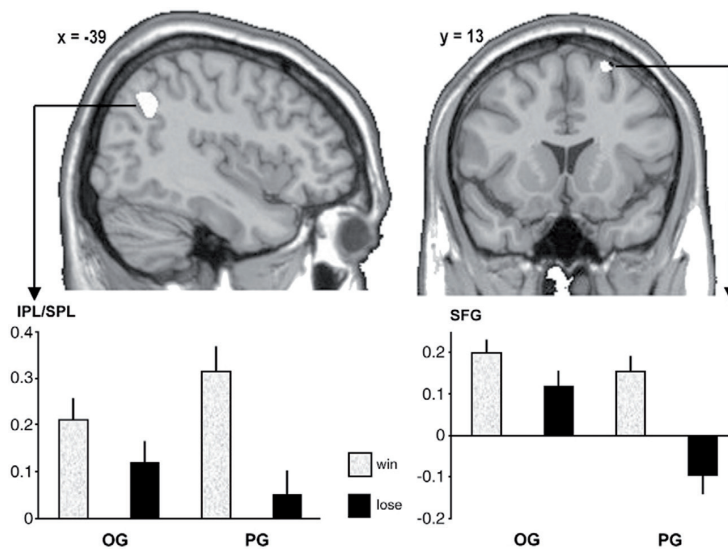 x = -39
y = 13
IPL/SPL
0.4
0.3
0.2
0.1
0
OG
PG
win
lose
SFG
0.2
0.1
0
-0.1
-0.2
OG
PG